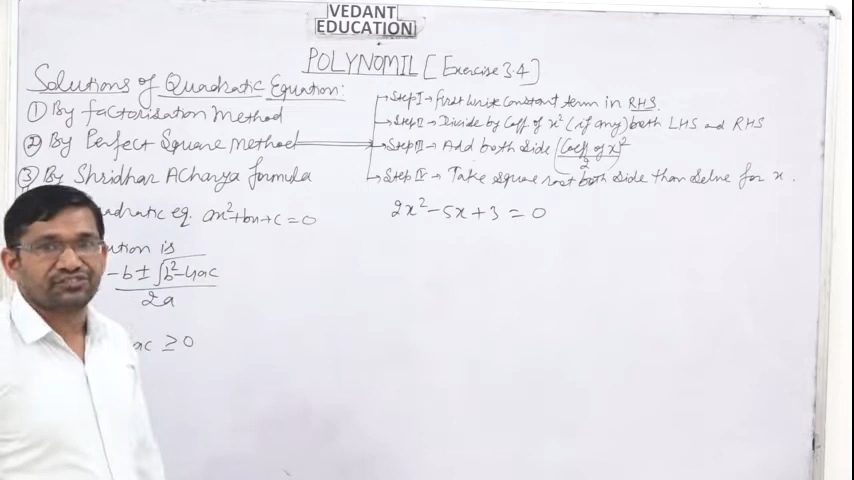 VEDANT
EDUCATION
POLYNOMIL [Exercise 3.4]
Solutions of Quadratic Equation:
① By factorisation Method
② By Perfect Square Method
③ By Shridhar Acharya formula
Step I → First write constant term in RHS.
Step II → Divide by Coeff of x² (if any) both LHS and RHS
Step III → Add both side (Coeff of x/2)²
Step IV → Take square root both side than solve for x.
adratic eq. ax²+bx+c=0
ution is
-b ± √b²-4ac
2a
ac ≥ 0
2x² - 5x + 3 = 0